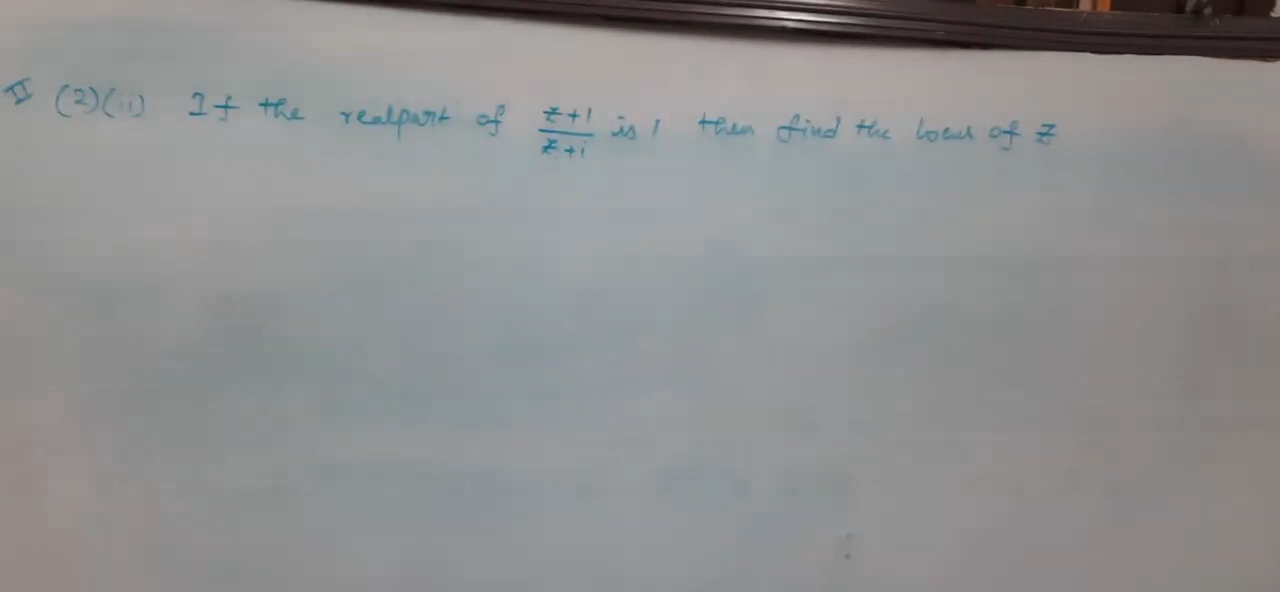 II (2)(ii) If the realpart of z+1/z+i is 1 then find the locus of z